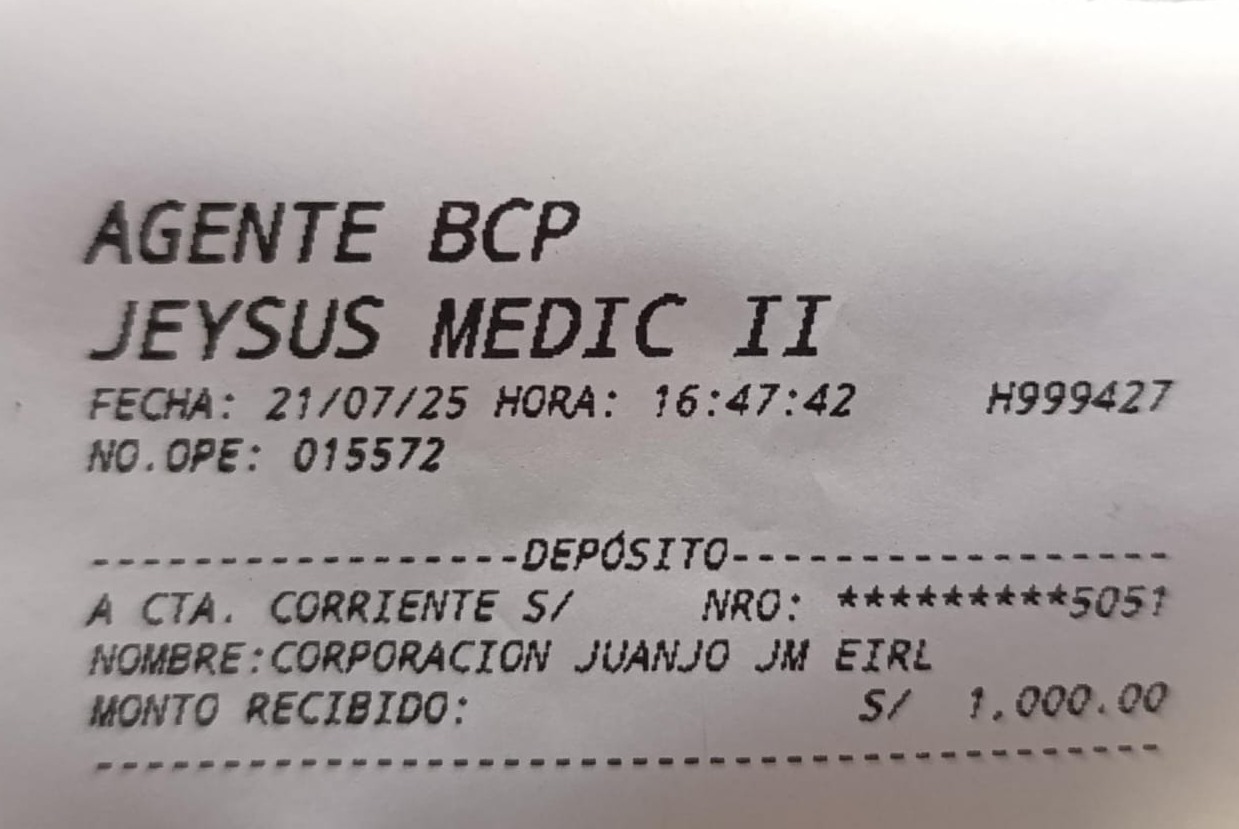 AGENTE BCP
JEYSUS MEDIC II
FECHA: 21/07/25 HORA: 16:47:42 H999427
NO.OPE: 015572
-----------------DEPÓSITO-----------------
A CTA. CORRIENTE S/ NRO: *********5051
NOMBRE:CORPORACION JUANJO JM EIRL
MONTO RECIBIDO: S/ 1,000.00
------------------------------------------